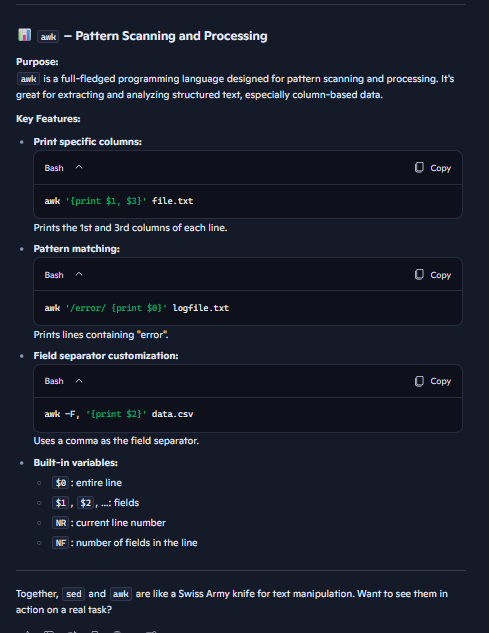 awk – Pattern Scanning and Processing
Purpose:
awk is a full-fledged programming language designed for pattern scanning and processing. It's
great for extracting and analyzing structured text, especially column-based data.
Key Features:
• Print specific columns:
Bash
Copy
awk '{print $1, $3}' file.txt
Prints the 1st and 3rd columns of each line.
• Pattern matching:
Bash
Copy
awk '/error/ {print $0}' logfile.txt
Prints lines containing "error".
• Field separator customization:
Bash
Copy
awk -F, '{print $2}' data.csv
Uses a comma as the field separator.
• Built-in variables:
○ $0 : entire line
○ $1 , $2 , ...: fields
○ NR : current line number
○ NF : number of fields in the line
Together, sed and awk are like a Swiss Army knife for text manipulation. Want to see them in
action on a real task?